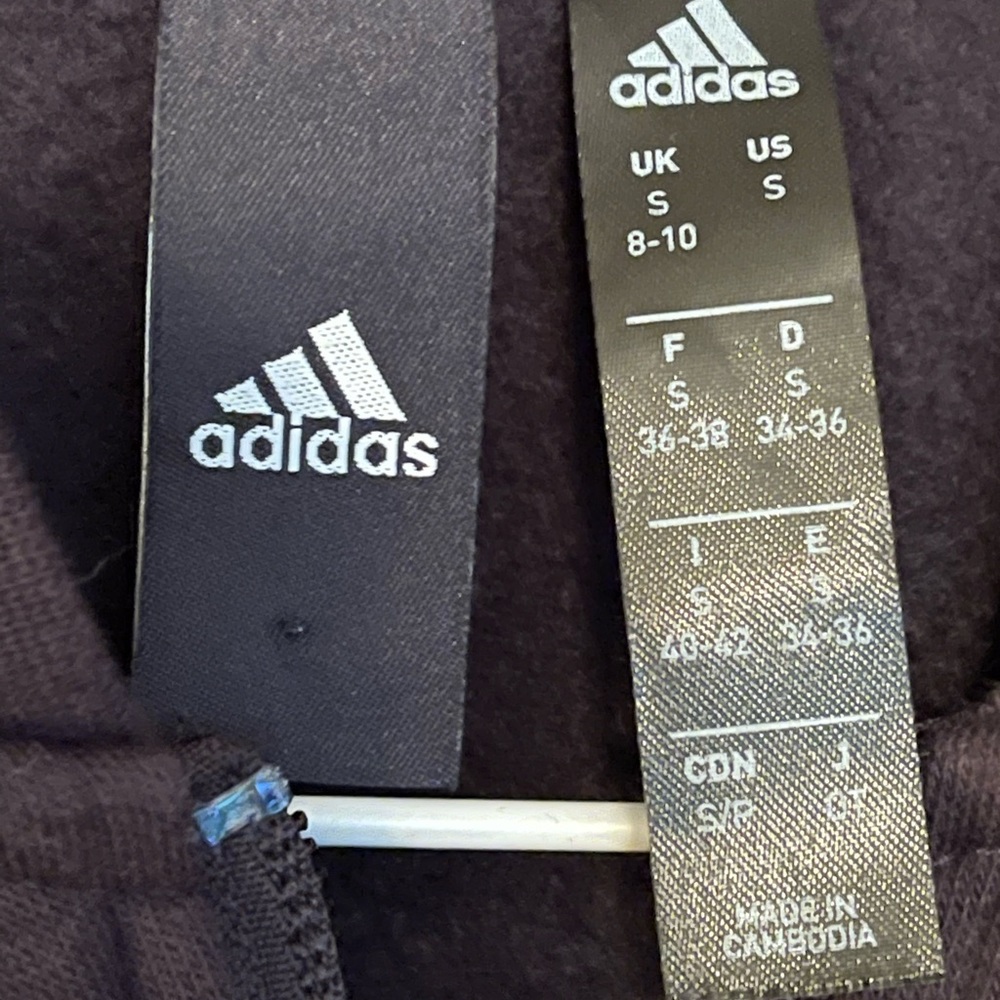 adidas
adidas
UK US
S S
8-10
F D
S S
36-38 34-36
I E
S S
40-42 34-36
CDN J
S/P OT
MADE IN
CAMBODIA